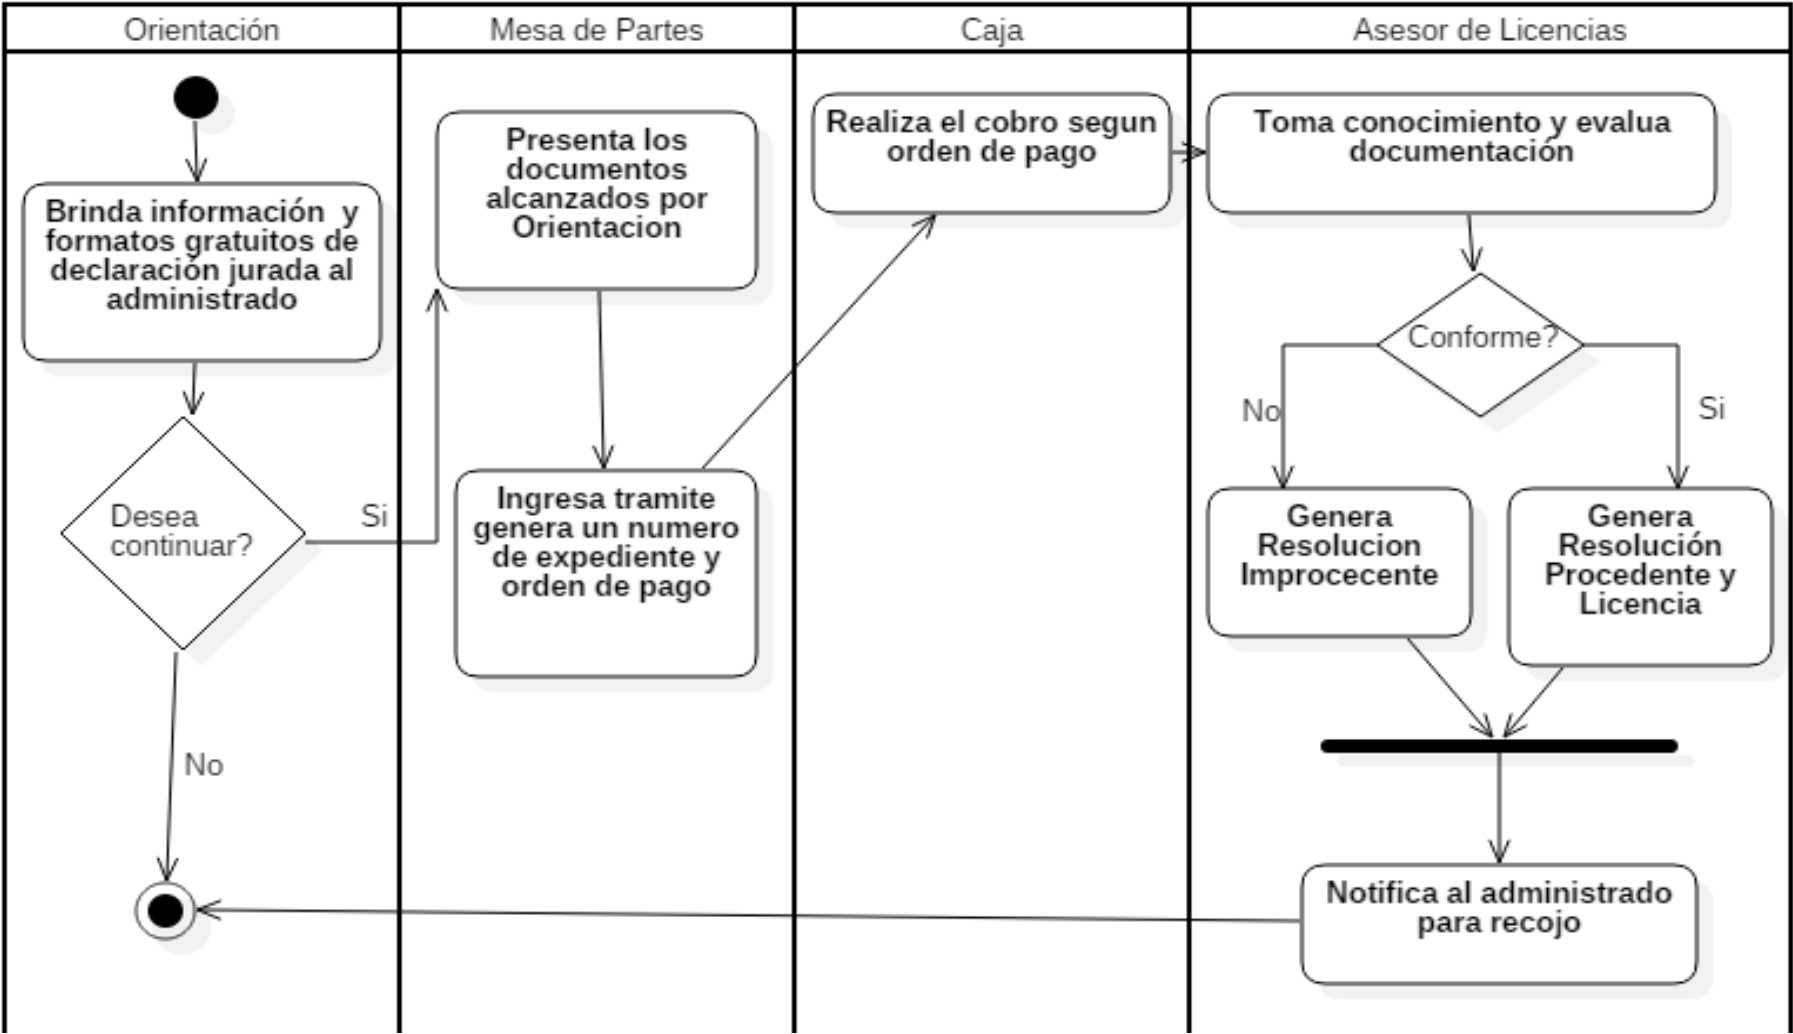 Orientación
Mesa de Partes
Caja
Asesor de Licencias
Brinda información  y
formatos gratuitos de
declaración jurada al
administrado
Desea
continuar?
Si
No
Presenta los
documentos
alcanzados por
Orientacion
Ingresa tramite
genera un numero
de expediente y
orden de pago
Realiza el cobro segun
orden de pago
Toma conocimiento y evalua
documentación
Conforme?
No
Si
Genera
Resolucion
Improcecente
Genera
Resolución
Procedente y
Licencia
Notifica al administrado
para recojo